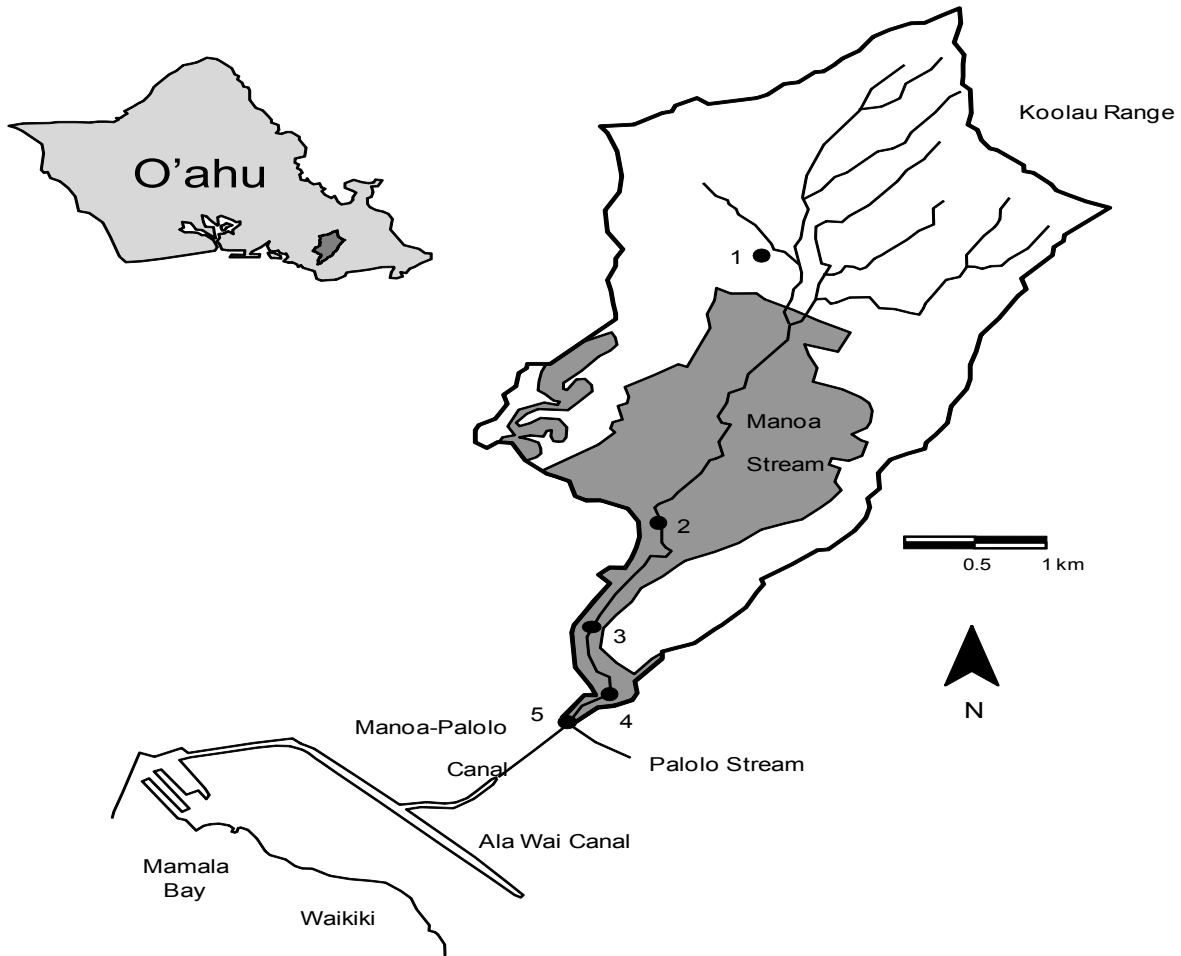 Koolau Range
O'ahu
1
Manoa
Stream
2
0.5 1 km
3
N
5
4
Manoa-Palolo
Canal
Palolo Stream
Ala Wai Canal
Mamala
Bay
Waikiki